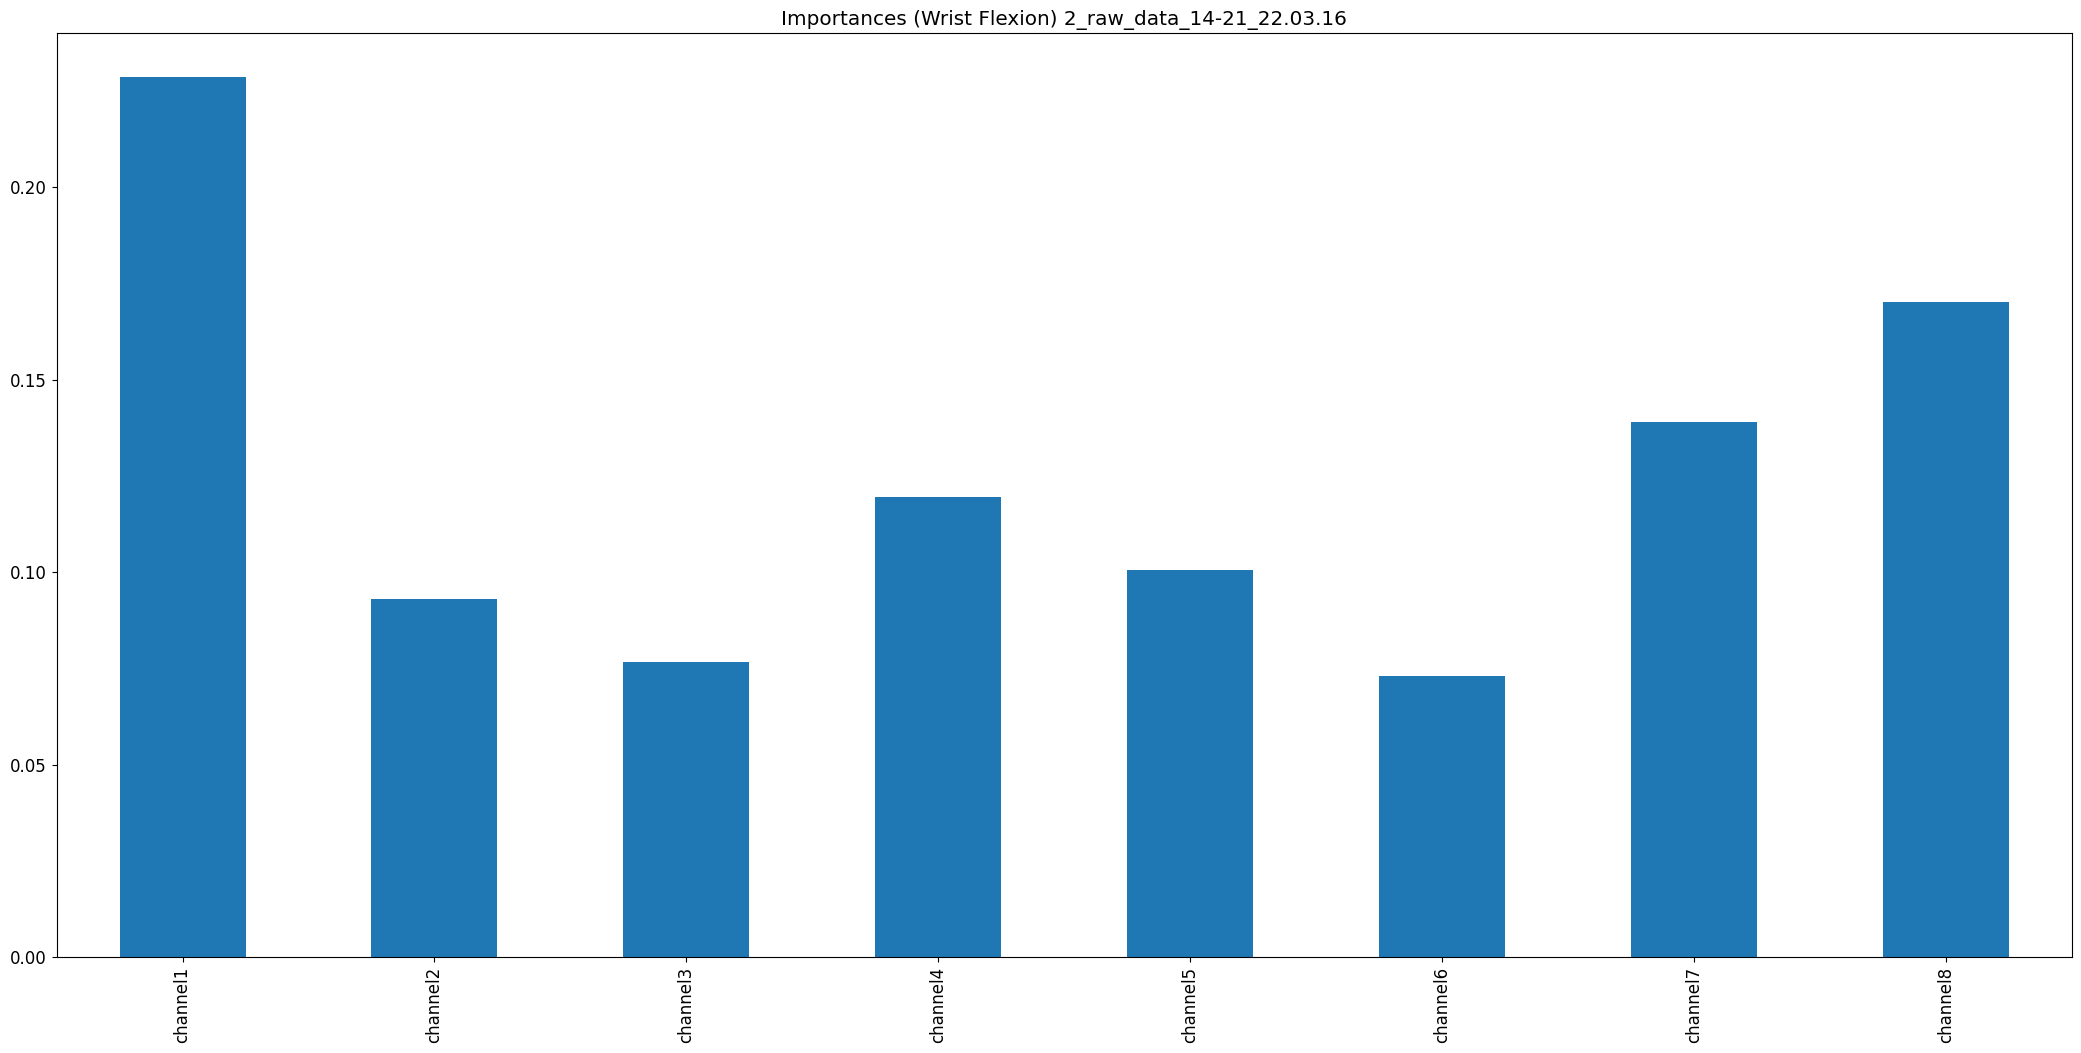 Importances (Wrist Flexion) 2_raw_data_14-21_22.03.16
0.20
0.15
0.10
0.05
0.00
channel1
channel2
channel3
channel4
channel5
channel6
channel7
channel8